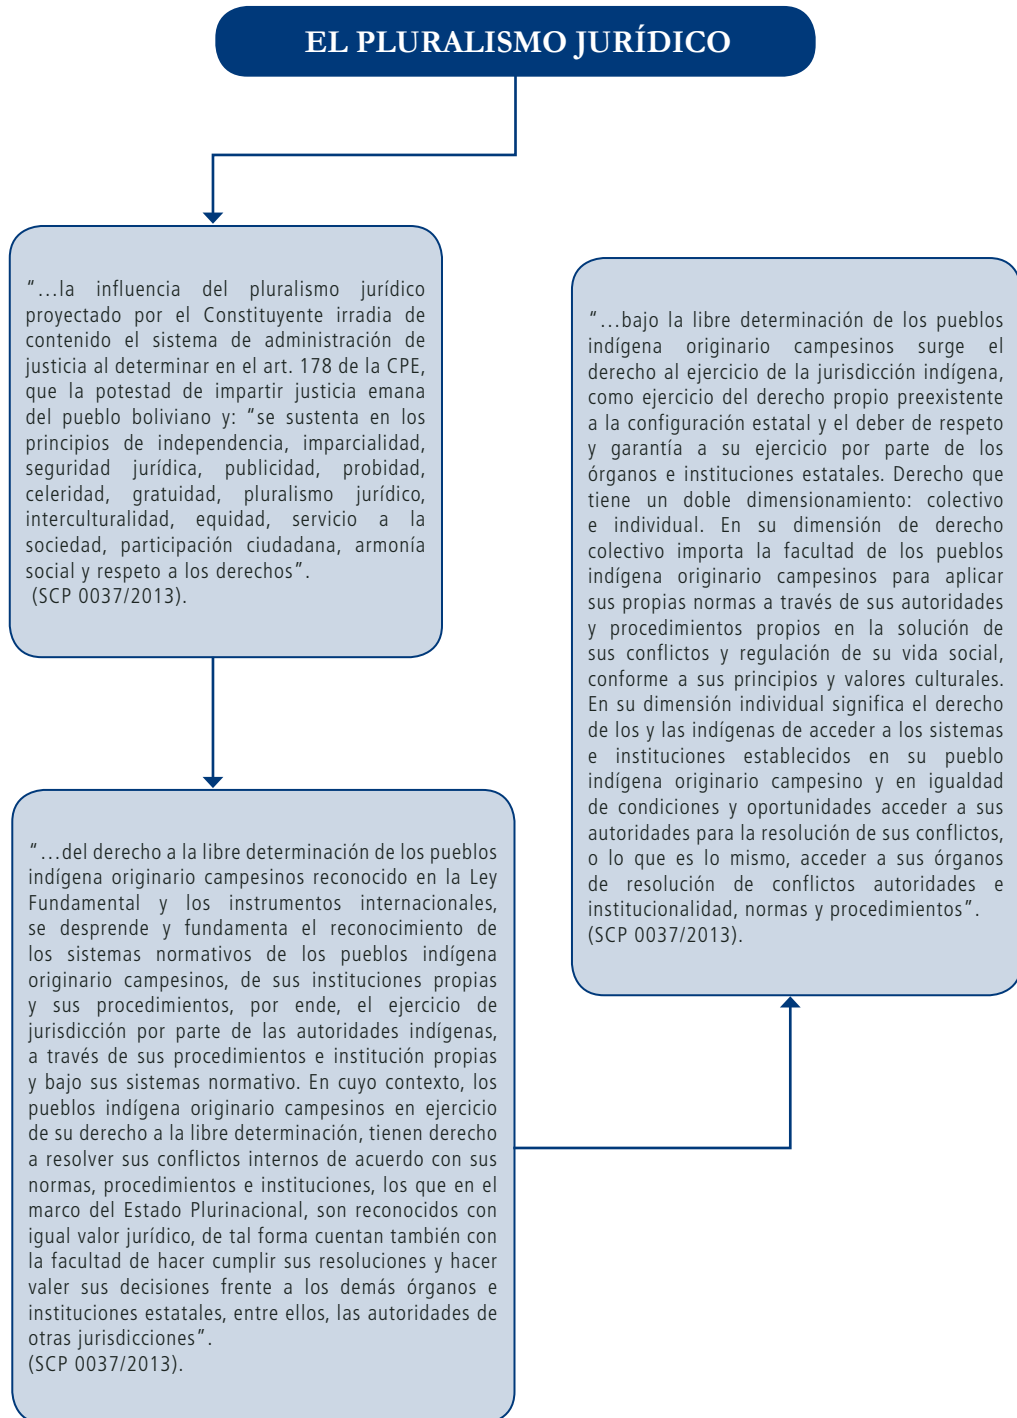 EL PLURALISMO JURÍDICO
“…la influencia del pluralismo jurídico
proyectado por el Constituyente irradia de
contenido el sistema de administración de
justicia al determinar en el art. 178 de la CPE,
que la potestad de impartir justicia emana
del pueblo boliviano y: “se sustenta en los
principios de independencia, imparcialidad,
seguridad jurídica, publicidad, probidad,
celeridad, gratuidad, pluralismo jurídico,
interculturalidad, equidad, servicio a la
sociedad, participación ciudadana, armonía
social y respeto a los derechos”.
(SCP 0037/2013).
“…del derecho a la libre determinación de los pueblos
indígena originario campesinos reconocido en la Ley
Fundamental y los instrumentos internacionales,
se desprende y fundamenta el reconocimiento de
los sistemas normativos de los pueblos indígena
originario campesinos, de sus instituciones propias
y sus procedimientos, por ende, el ejercicio de
jurisdicción por parte de las autoridades indígenas,
a través de sus procedimientos e institución propias
y bajo sus sistemas normativo. En cuyo contexto, los
pueblos indígena originario campesinos en ejercicio
de su derecho a la libre determinación, tienen derecho
a resolver sus conflictos internos de acuerdo con sus
normas, procedimientos e instituciones, los que en el
marco del Estado Plurinacional, son reconocidos con
igual valor jurídico, de tal forma cuentan también con
la facultad de hacer cumplir sus resoluciones y hacer
valer sus decisiones frente a los demás órganos e
instituciones estatales, entre ellos, las autoridades de
otras jurisdicciones”.
(SCP 0037/2013).
“…bajo la libre determinación de los pueblos
indígena originario campesinos surge el
derecho al ejercicio de la jurisdicción indígena,
como ejercicio del derecho propio preexistente
a la configuración estatal y el deber de respeto
y garantía a su ejercicio por parte de los
órganos e instituciones estatales. Derecho que
tiene un doble dimensionamiento: colectivo
e individual. En su dimensión de derecho
colectivo importa la facultad de los pueblos
indígena originario campesinos para aplicar
sus propias normas a través de sus autoridades
y procedimientos propios en la solución de
sus conflictos y regulación de su vida social,
conforme a sus principios y valores culturales.
En su dimensión individual significa el derecho
de los y las indígenas de acceder a los sistemas
e instituciones establecidos en su pueblo
indígena originario campesino y en igualdad
de condiciones y oportunidades acceder a sus
autoridades para la resolución de sus conflictos,
o lo que es lo mismo, acceder a sus órganos
de resolución de conflictos autoridades e
institucionalidad, normas y procedimientos”.
(SCP 0037/2013).